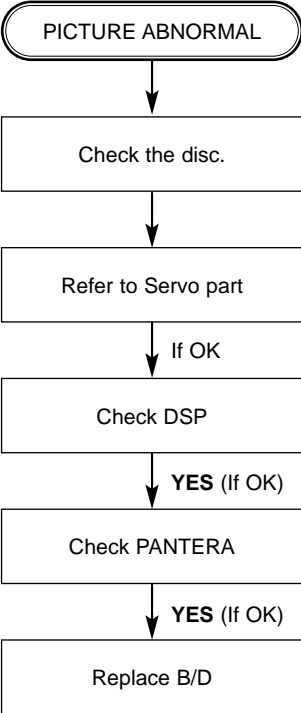 PICTURE ABNORMAL
Check the disc.
Refer to Servo part
If OK
Check DSP
YES (If OK)
Check PANTERA
YES (If OK)
Replace B/D